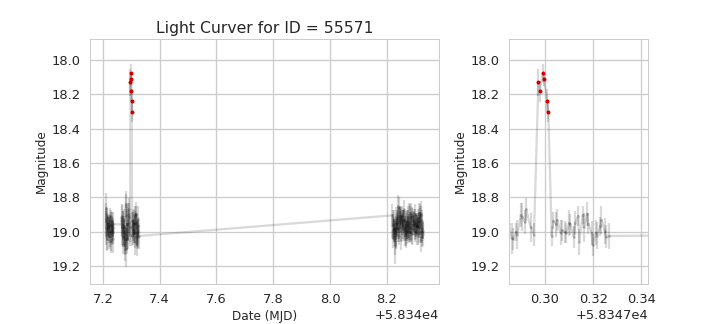 Light Curver for ID = 55571
Magnitude
18.0
18.2
18.4
18.6
18.8
19.0
19.2
7.2 7.4 7.6 7.8 8.0 8.2
Date (MJD)
+5.834e4
Magnitude
18.0
18.2
18.4
18.6
18.8
19.0
19.2
0.30 0.32 0.34
+5.8347e4